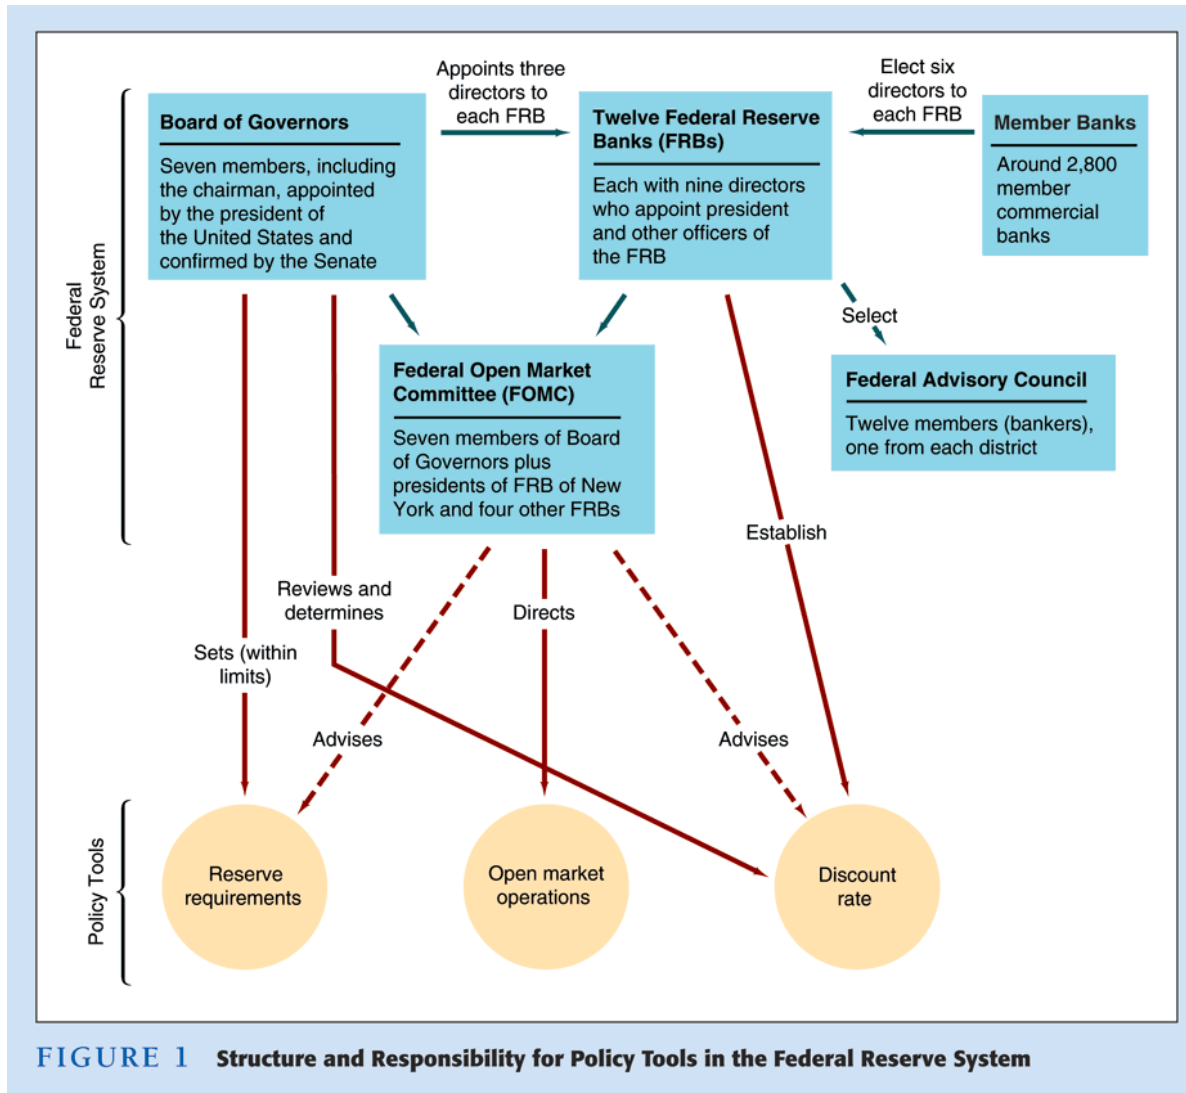 Appoints three
directors to
each FRB
Elect six
directors to
each FRB
Board of Governors
Seven members, including
the chairman, appointed
by the president of
the United States and
confirmed by the Senate
Twelve Federal Reserve
Banks (FRBs)
Each with nine directors
who appoint president
and other officers of
the FRB
Member Banks
Around 2,800
member
commercial
banks
Federal
Reserve System
Select
Federal Open Market
Committee (FOMC)
Seven members of Board
of Governors plus
presidents of FRB of New
York and four other FRBs
Federal Advisory Council
Twelve members (bankers),
one from each district
Establish
Reviews and
determines
Directs
Sets (within
limits)
Advises
Advises
Policy Tools
Reserve
requirements
Open market
operations
Discount
rate
FIGURE 1 Structure and Responsibility for Policy Tools in the Federal Reserve System